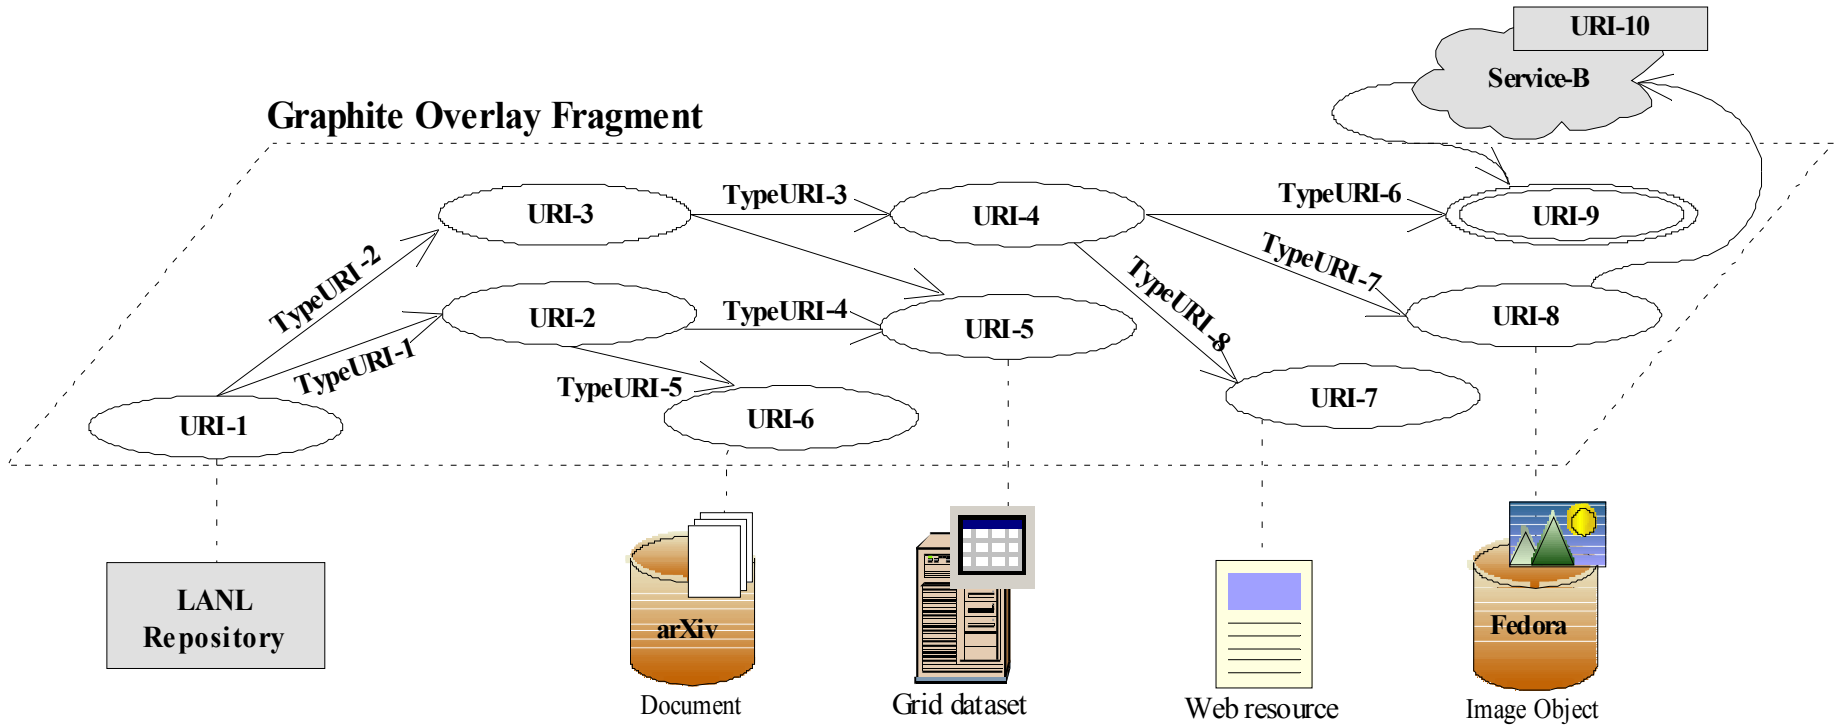 URI-10
Service-B
Graphite Overlay Fragment
TypeURI-3
TypeURI-6
URI-3
URI-4
URI-9
TypeURI-2
TypeURI-7
TypeURI-8
URI-2
TypeURI-4
URI-5
URI-8
TypeURI-1
TypeURI-5
URI-1
URI-6
URI-7
LANL
Repository
arXiv
Fedora
Document
Grid dataset
Web resource
Image Object